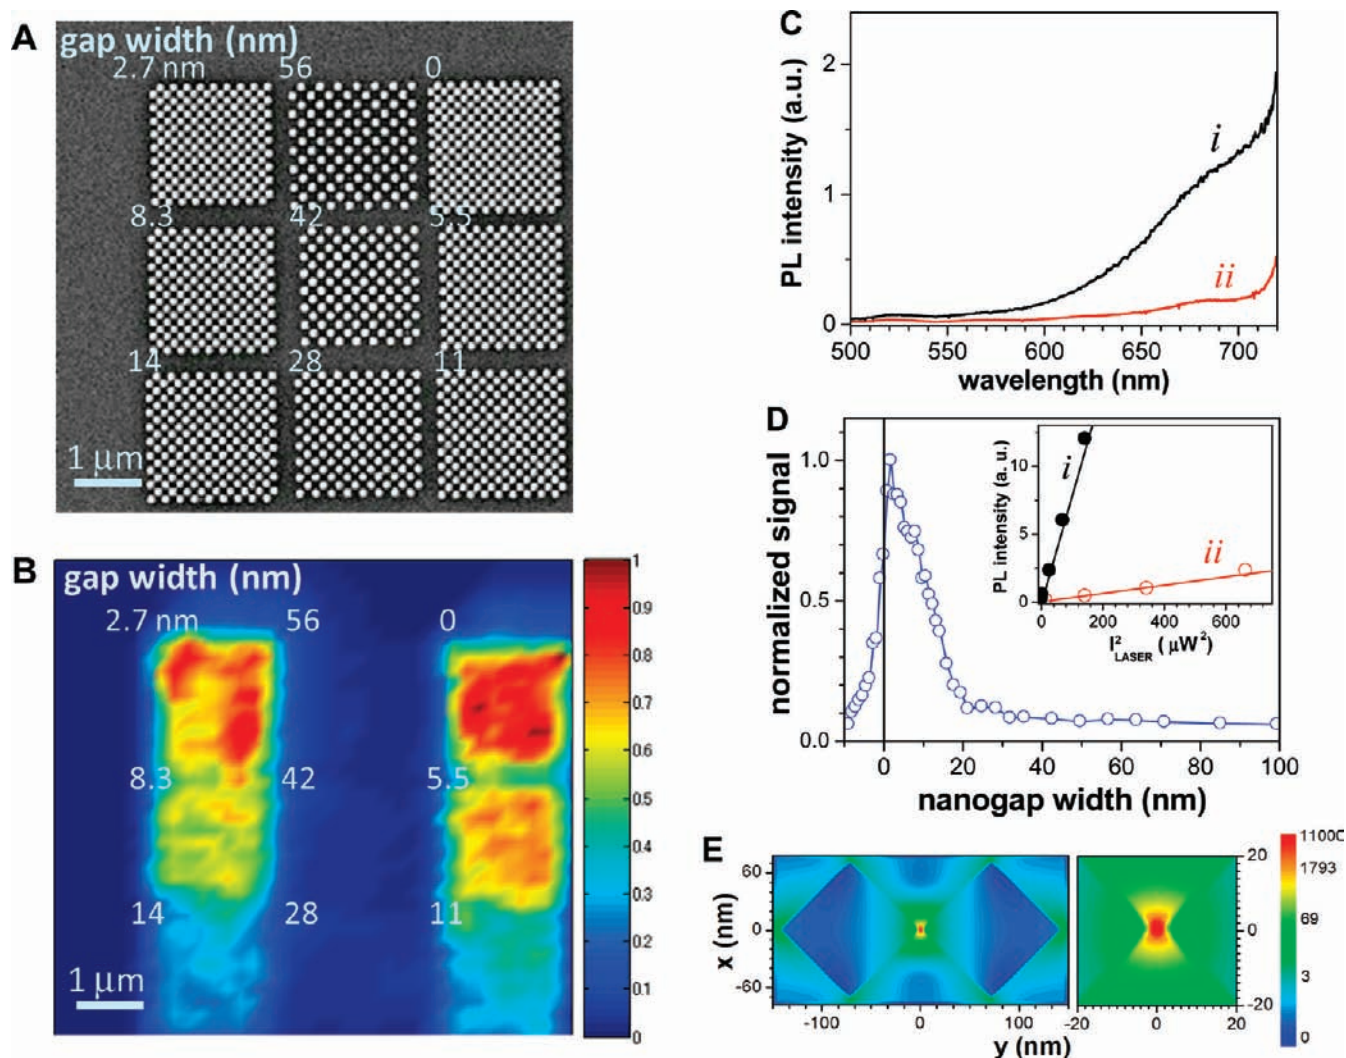 A
gap width (nm)
2.7 nm 56 0
8.3 42 5.5
14 28 11
1 μm
B
gap width (nm)
2.7 nm 56 0
8.3 42 5.5
14 28 11
1 μm
1
0.9
0.8
0.7
0.6
0.5
0.4
0.3
0.2
0.1
0
C
PL intensity (a.u.)
2
1
0
i
ii
500 550 600 650 700
wavelength (nm)
D
normalized signal
1.0
0.5
0.0
0 20 40 60 80 100
nanogap width (nm)
PL intensity (a. u.)
10
5
0
i
ii
0 200 400 600
I²LASER (μW²)
E
x (nm)
60
0
-60
-100 0 100
y (nm)
20
0
-20
-20 0 20
1793
69
3
0